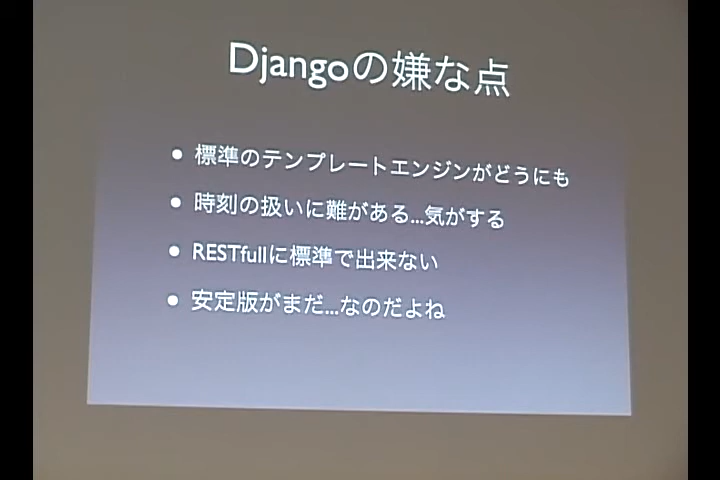 Djangoの嫌な点
• 標準のテンプレートエンジンがどうにも
• 時刻の扱いに難がある...気がする
• RESTfullに標準で出来ない
• 安定版がまだ...なのだよね